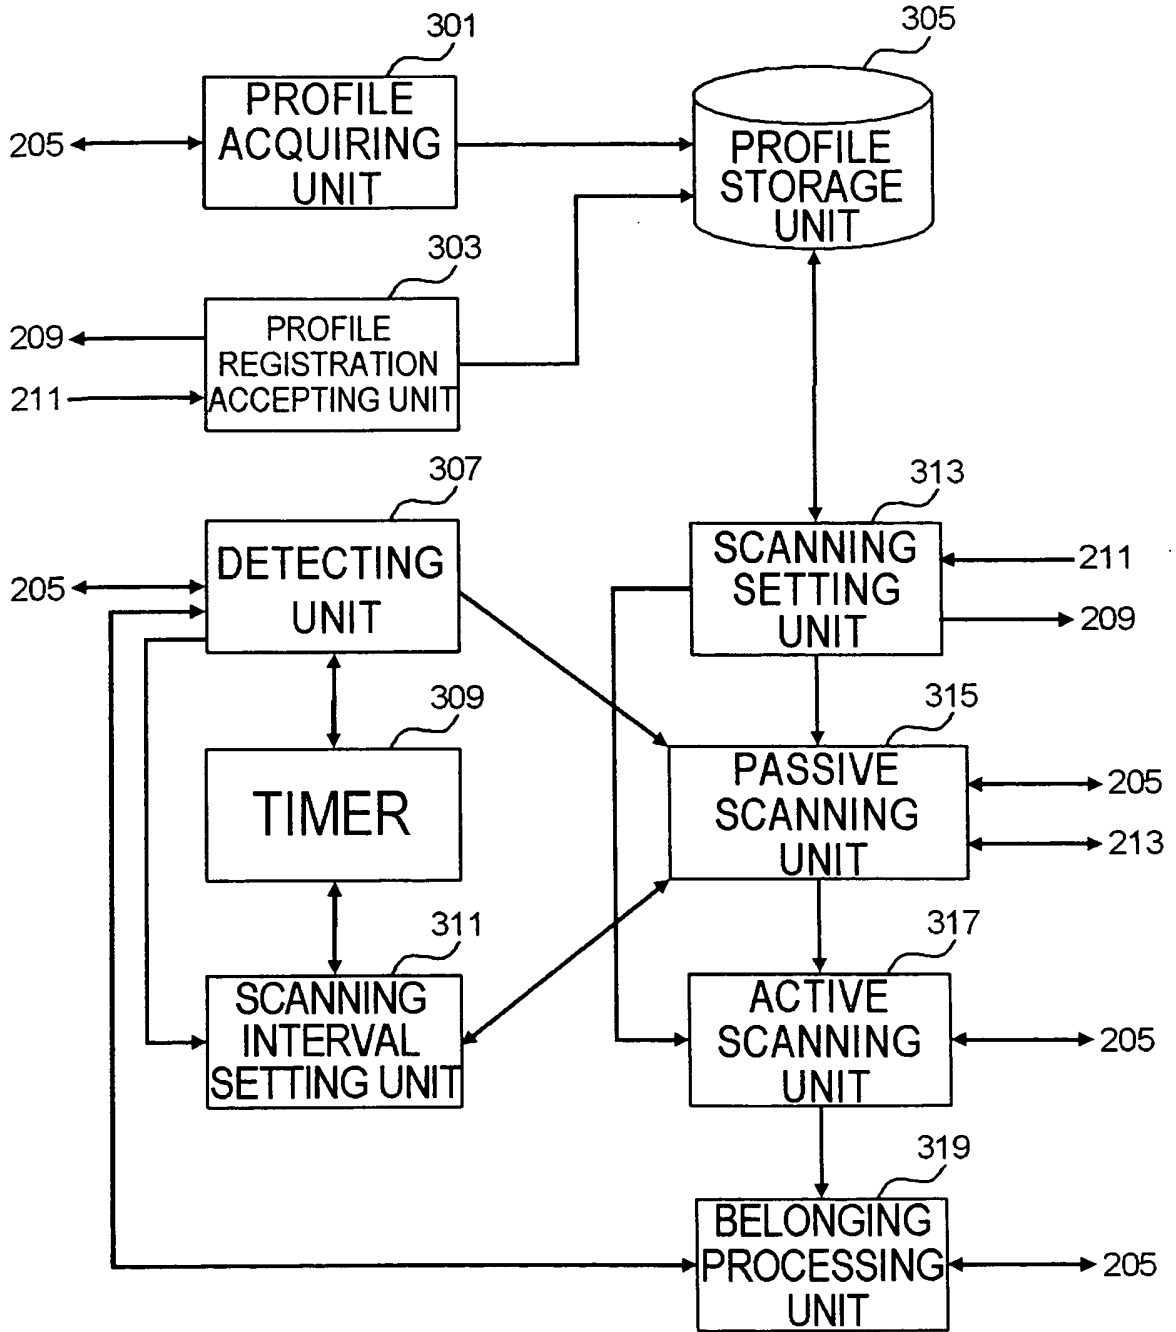 301
305
PROFILE
ACQUIRING
UNIT
205
PROFILE
STORAGE
UNIT
303
209
211
PROFILE
REGISTRATION
ACCEPTING UNIT
307
205
DETECTING
UNIT
313
SCANNING
SETTING
UNIT
211
209
309
TIMER
315
PASSIVE
SCANNING
UNIT
205
213
311
SCANNING
INTERVAL
SETTING UNIT
317
ACTIVE
SCANNING
UNIT
205
319
BELONGING
PROCESSING
UNIT
205